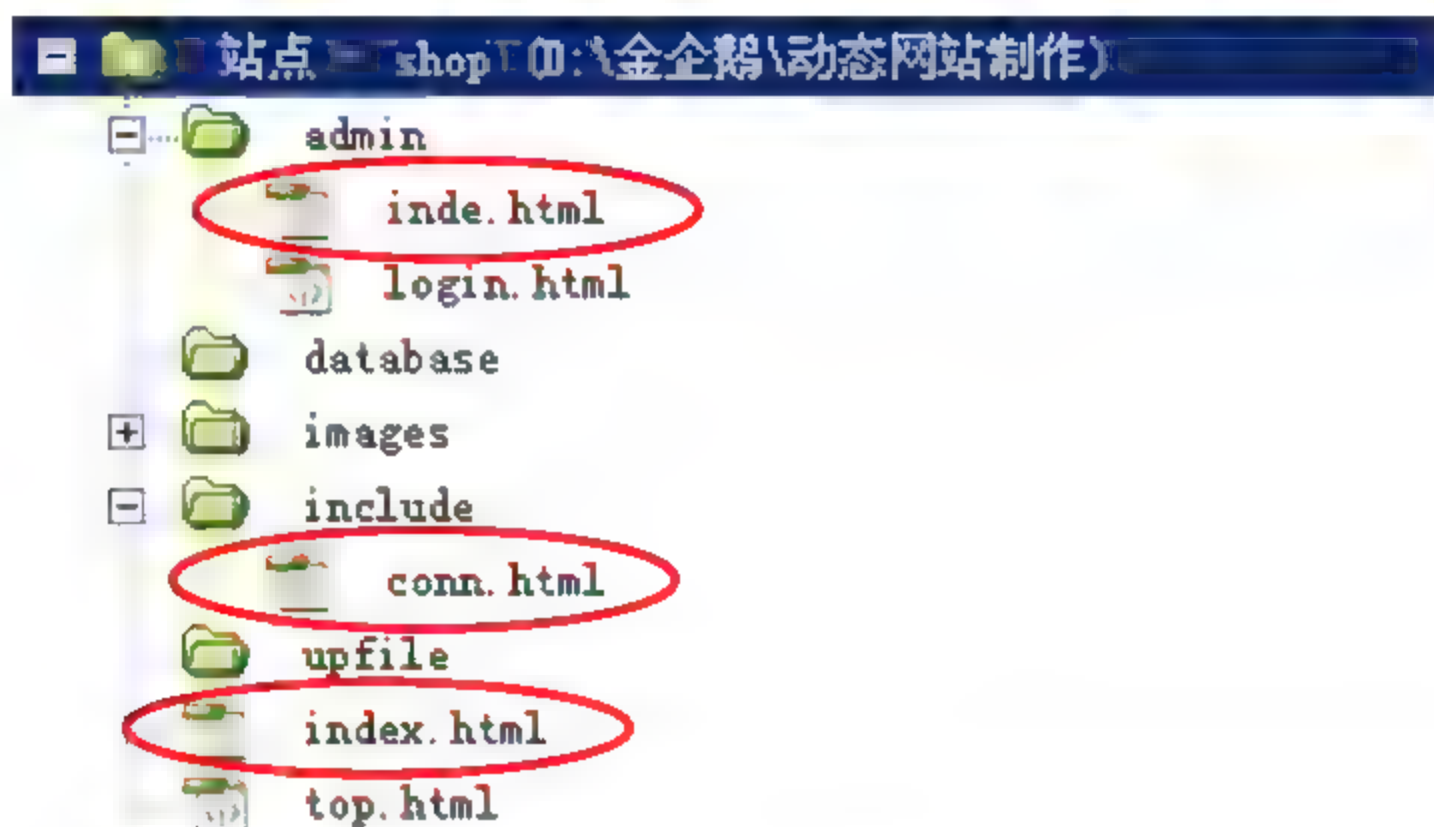 站点 - shop (D:\金企鹅\动态网站制作)
admin
inde.html
login.html
database
images
include
conn.html
upfile
index.html
top.html